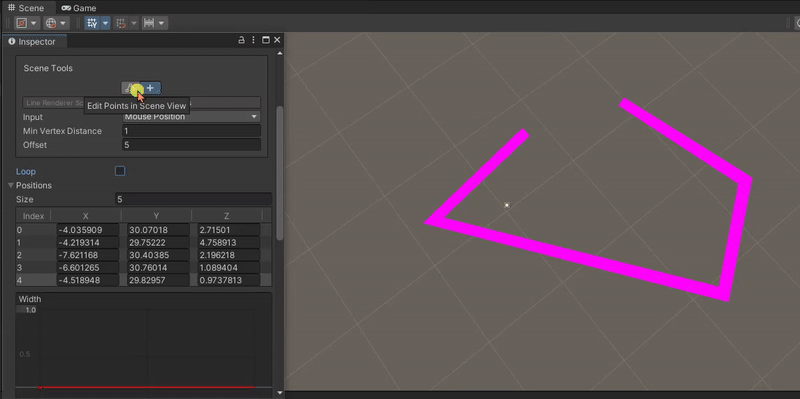 Scene Game
Inspector
Scene Tools
Edit Points in Scene View
Line Renderer Sc
Input Mouse Position
Min Vertex Distance 1
Offset 5
Loop
Positions
Size 5
Index X Y Z
0 -4.035909 30.07018 2.71501
1 -4.219314 29.75222 4.758913
2 -7.621168 30.40385 2.196218
3 -6.601265 30.76014 1.089404
4 -4.518948 29.82957 0.9737813
Width
1.0
0.5